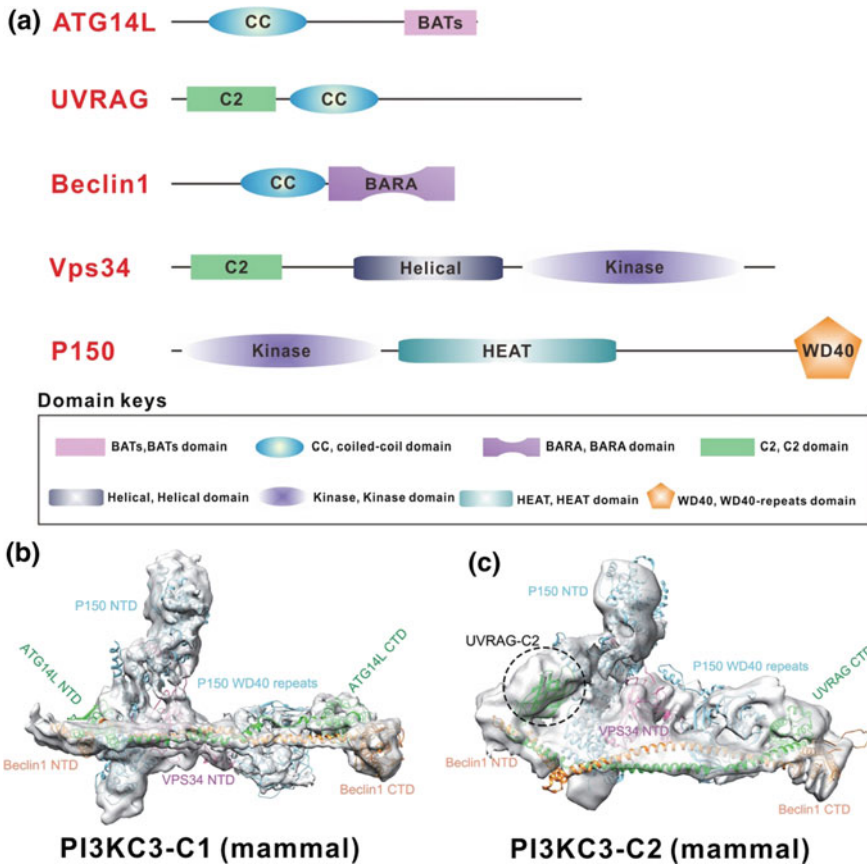 (a)
ATG14L CC BATs
UVRAG C2 CC
Beclin1 CC BARA
Vps34 C2 Helical Kinase
P150 Kinase HEAT WD40
Domain keys
BATs,BATs domain CC, coiled-coil domain BARA, BARA domain C2, C2 domain
Helical, Helical domain Kinase, Kinase domain HEAT, HEAT domain WD40, WD40-repeats domain
(b)
P150 NTD
ATG14L NTD
ATG14L CTD
P150 WD40 repeats
Beclin1 NTD
VPS34 NTD
Beclin1 CTD
PI3KC3-C1 (mammal)
(c)
P150 NTD
UVRAG-C2
P150 WD40 repeats
UVRAG CTD
VPS34 NTD
Beclin1 NTD
Beclin1 CTD
PI3KC3-C2 (mammal)